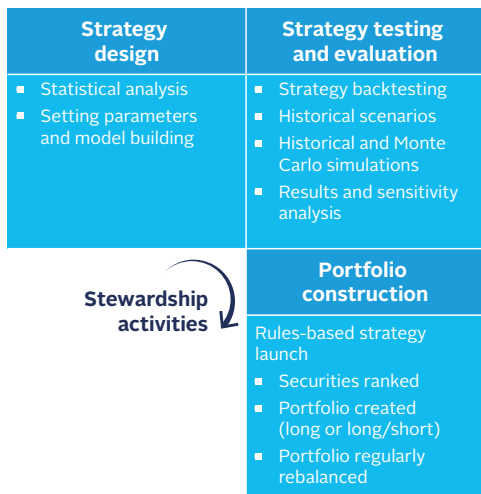 Strategy
design
■ Statistical analysis
■ Setting parameters
and model building
Strategy testing
and evaluation
■ Strategy backtesting
■ Historical scenarios
■ Historical and Monte
Carlo simulations
■ Results and sensitivity
analysis
Stewardship
activities
Portfolio
construction
Rules-based strategy
launch
■ Securities ranked
■ Portfolio created
(long or long/short)
■ Portfolio regularly
rebalanced